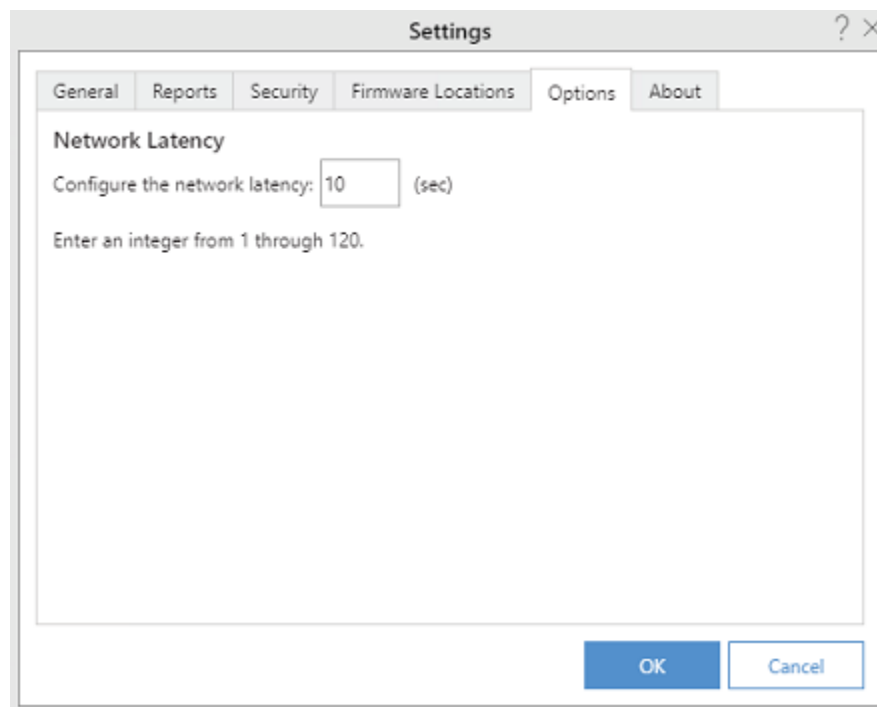 Settings
? ×
General Reports Security Firmware Locations Options About
Network Latency
Configure the network latency: 10 (sec)
Enter an integer from 1 through 120.
OK Cancel